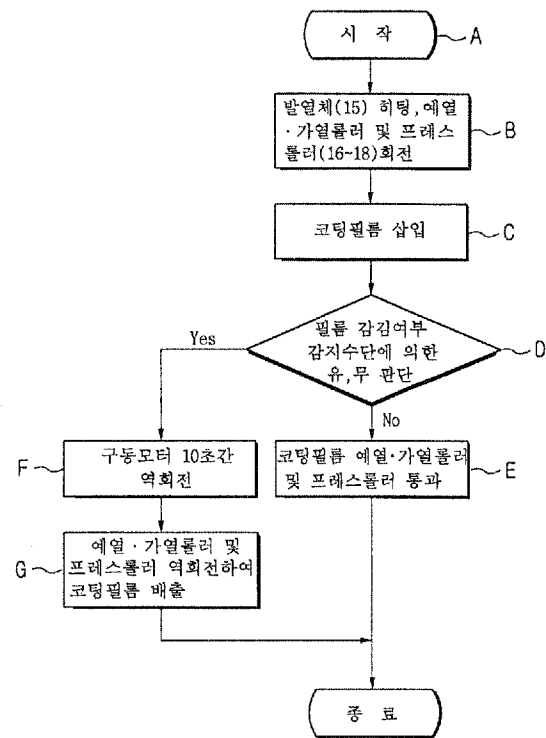 시 작
A
발열체(15) 히팅,예열
·가열롤러 및 프레스
롤러(16~18)회전
B
코팅필름 삽입
C
필름 감김여부
감지수단에 의한
유,무 판단
D
Yes
No
구동모터 10초간
역회전
F
코팅필름 예열·가열롤러
및 프레스롤러 통과
E
예열·가열롤러 및
프레스롤러 역회전하여
코팅필름 배출
G
종 료